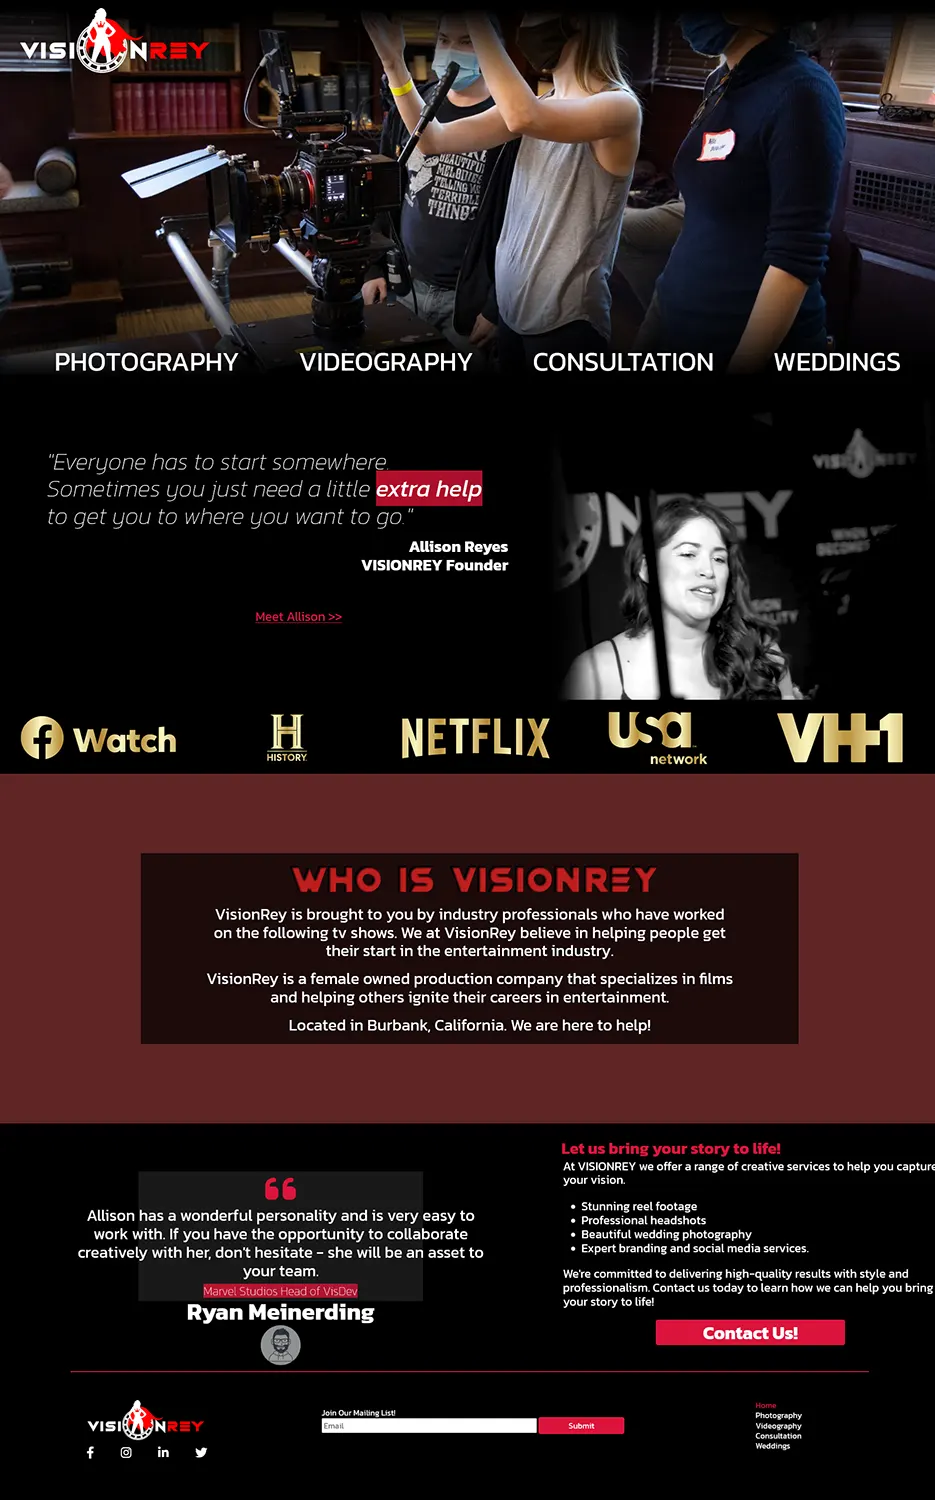 VISIONREY
BEAUTIFUL
MELODIES
TELLING ME
TERRIBLE
THINGS
PHOTOGRAPHY VIDEOGRAPHY CONSULTATION WEDDINGS
"Everyone has to start somewhere.
Sometimes you just need a little extra help
to get you to where you want to go."
Allison Reyes
VISIONREY Founder
Meet Allison >>
Watch HISTORY NETFLIX usa network VH1
WHO IS VISIONREY
VisionRey is brought to you by industry professionals who have worked
on the following tv shows. We at VisionRey believe in helping people get
their start in the entertainment industry.
VisionRey is a female owned production company that specializes in films
and helping others ignite their careers in entertainment.
Located in Burbank, California. We are here to help!
Allison has a wonderful personality and is very easy to
work with. If you have the opportunity to collaborate
creatively with her, don't hesitate - she will be an asset to
your team.
Marvel Studios Head of VisDev
Ryan Meinerding
Let us bring your story to life!
At VISIONREY we offer a range of creative services to help you capture
your vision.
• Stunning reel footage
• Professional headshots
• Beautiful wedding photography
• Expert branding and social media services.
We're committed to delivering high-quality results with style and
professionalism. Contact us today to learn how we can help you bring
your story to life!
Contact Us!
VISIONREY
Join Our Mailing List!
Email Submit
Home
Photography
Videography
Consultation
Weddings